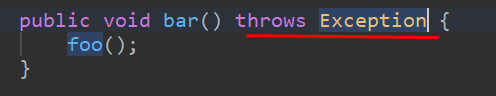 public void bar() throws Exception {
    foo();
}